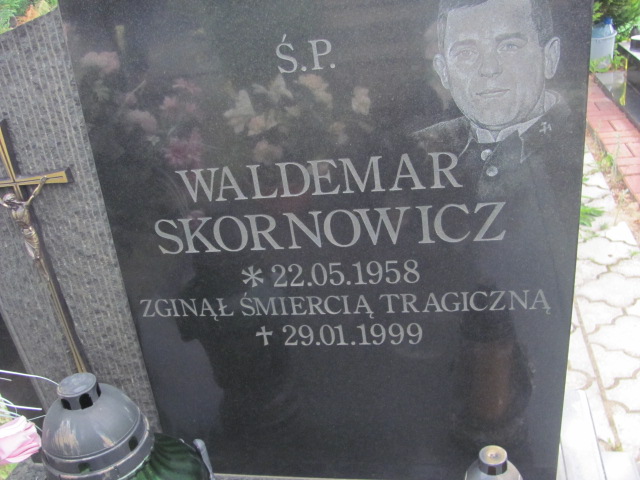 Ś.P.
WALDEMAR
SKORNOWICZ
* 22.05.1958
ZGINĄŁ ŚMIERCIĄ TRAGICZNĄ
✝ 29.01.1999